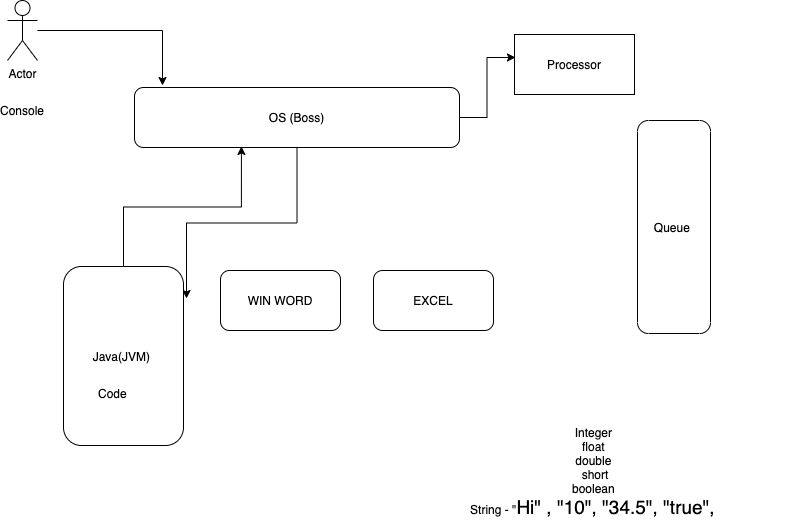 Actor
Console
OS (Boss)
Processor
Queue
WIN WORD
EXCEL
Java(JVM)
Code
Integer
float
double
short
boolean
String - "Hi" , "10", "34.5", "true",